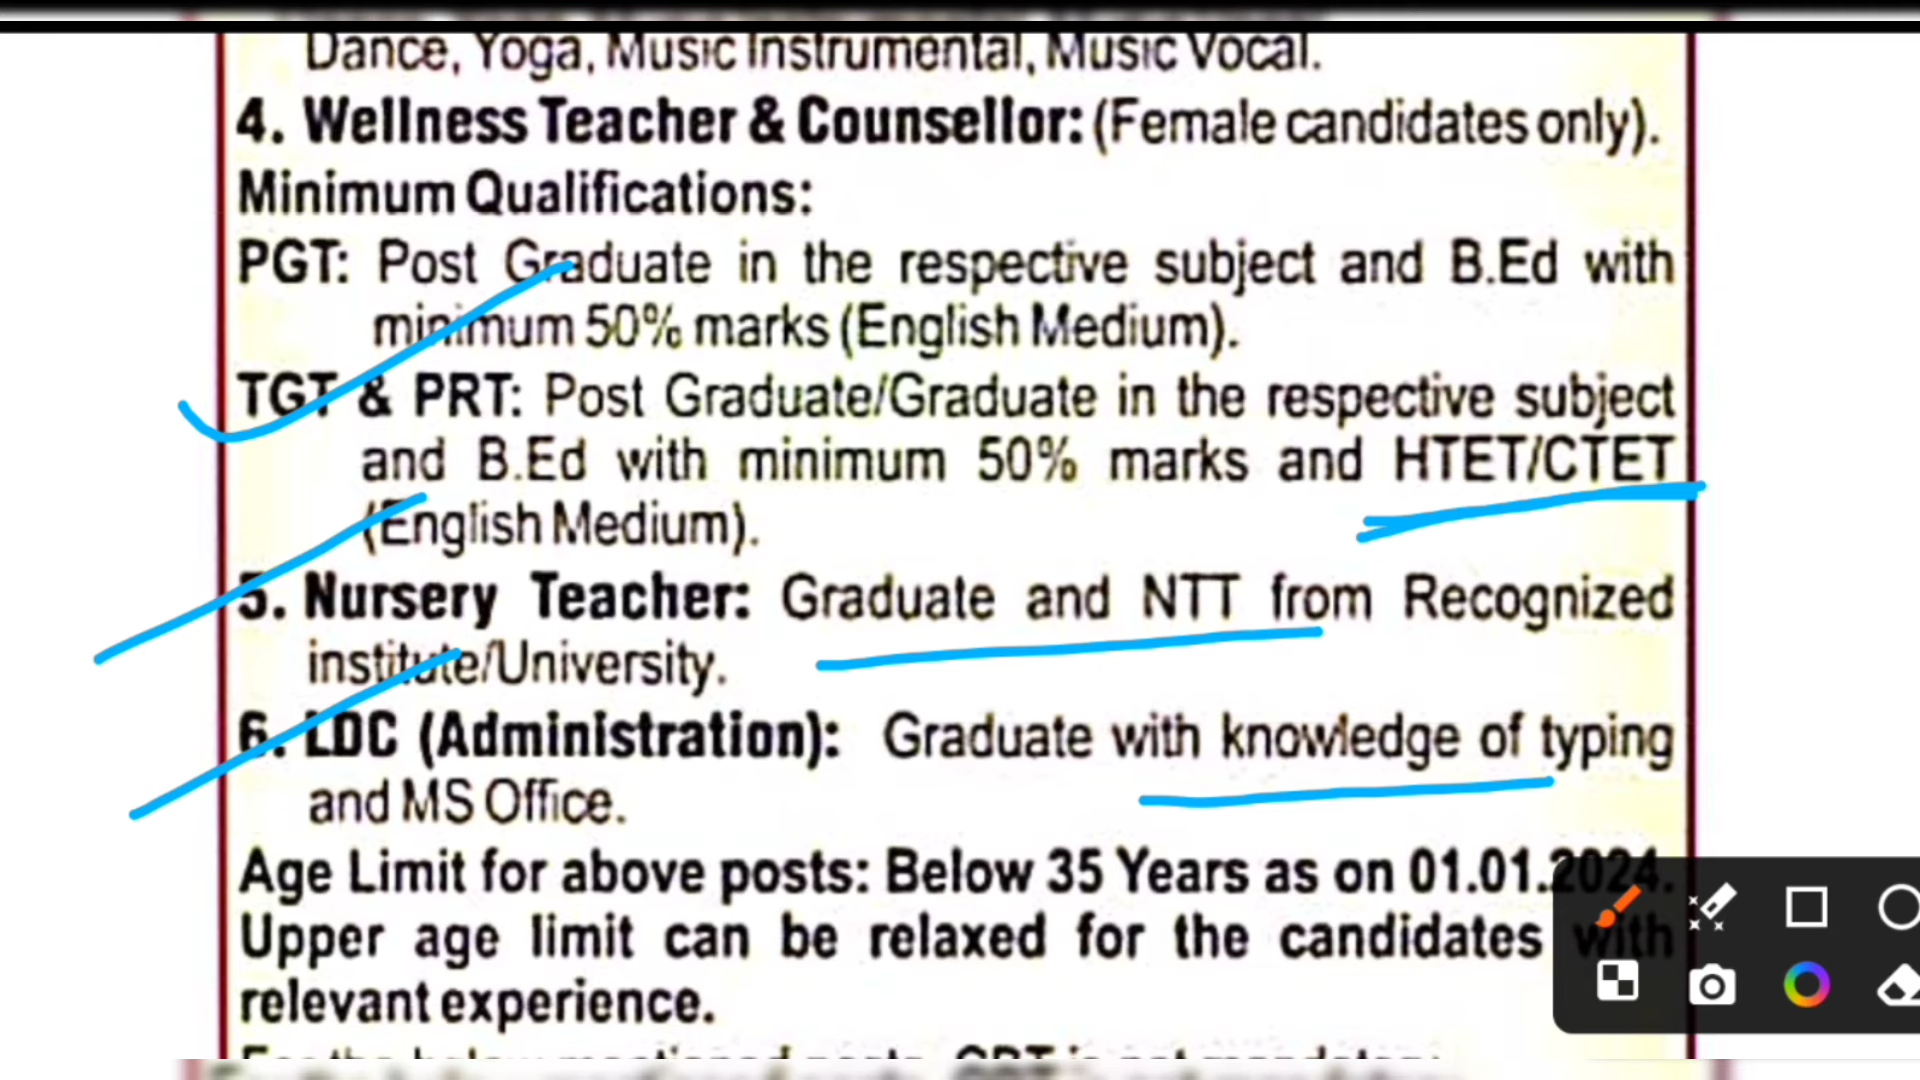 Dance, Yoga, Music Instrumental, Music Vocal.
4. Wellness Teacher & Counsellor: (Female candidates only).
Minimum Qualifications:
PGT: Post Graduate in the respective subject and B.Ed with
minimum 50% marks (English Medium).
TGT & PRT: Post Graduate/Graduate in the respective subject
and B.Ed with minimum 50% marks and HTET/CTET
(English Medium).
5. Nursery Teacher: Graduate and NTT from Recognized
institute/University.
6. LDC (Administration): Graduate with knowledge of typing
and MS Office.
Age Limit for above posts: Below 35 Years as on 01.01.2024.
Upper age limit can be relaxed for the candidates with
relevant experience.